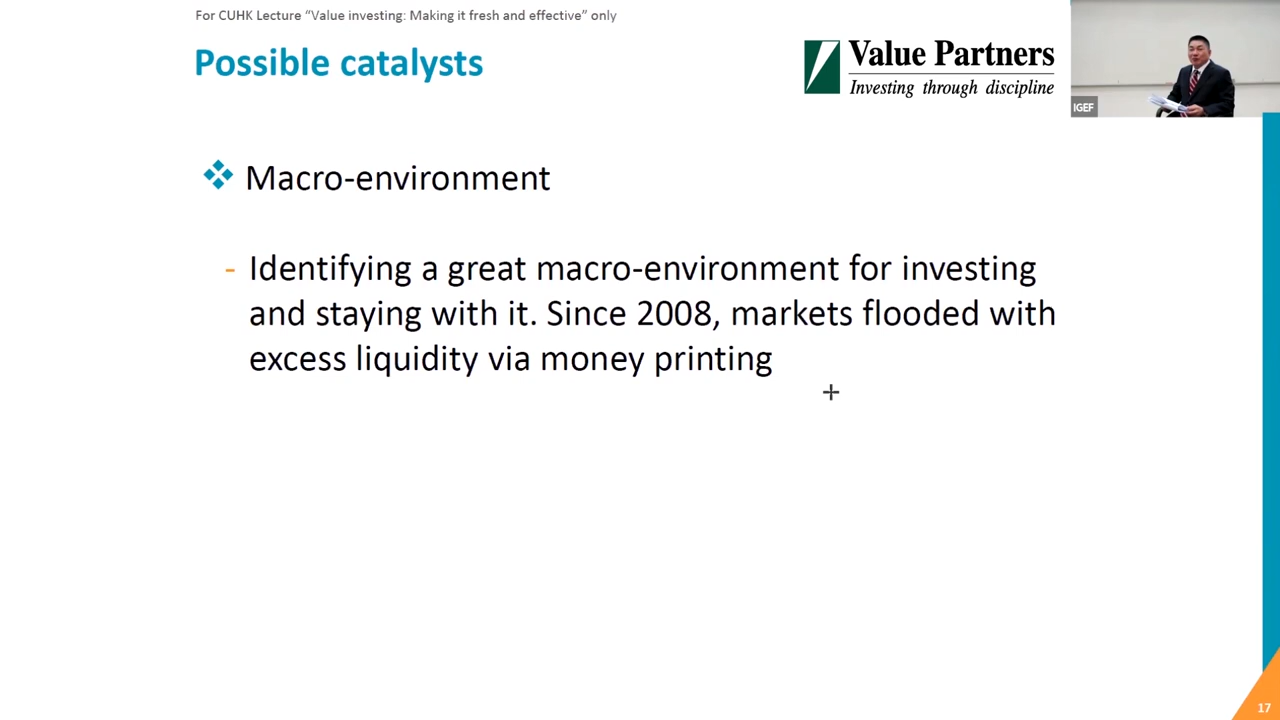 For CUHK Lecture “Value investing: Making it fresh and effective” only
Possible catalysts
Value Partners
Investing through discipline
IGEF
❖ Macro-environment
- Identifying a great macro-environment for investing
and staying with it. Since 2008, markets flooded with
excess liquidity via money printing
17